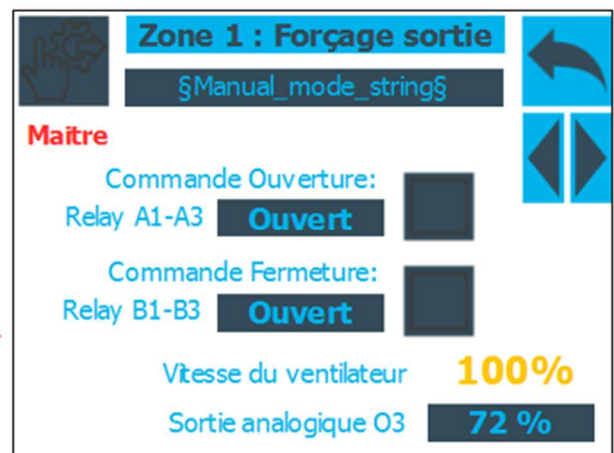 Zone 1 : Forçage sortie
§Manual_mode_string§
Maitre
Commande Ouverture:
Relay A1-A3 Ouvert
Commande Fermeture:
Relay B1-B3 Ouvert
Vitesse du ventilateur 100%
Sortie analogique O3 72 %